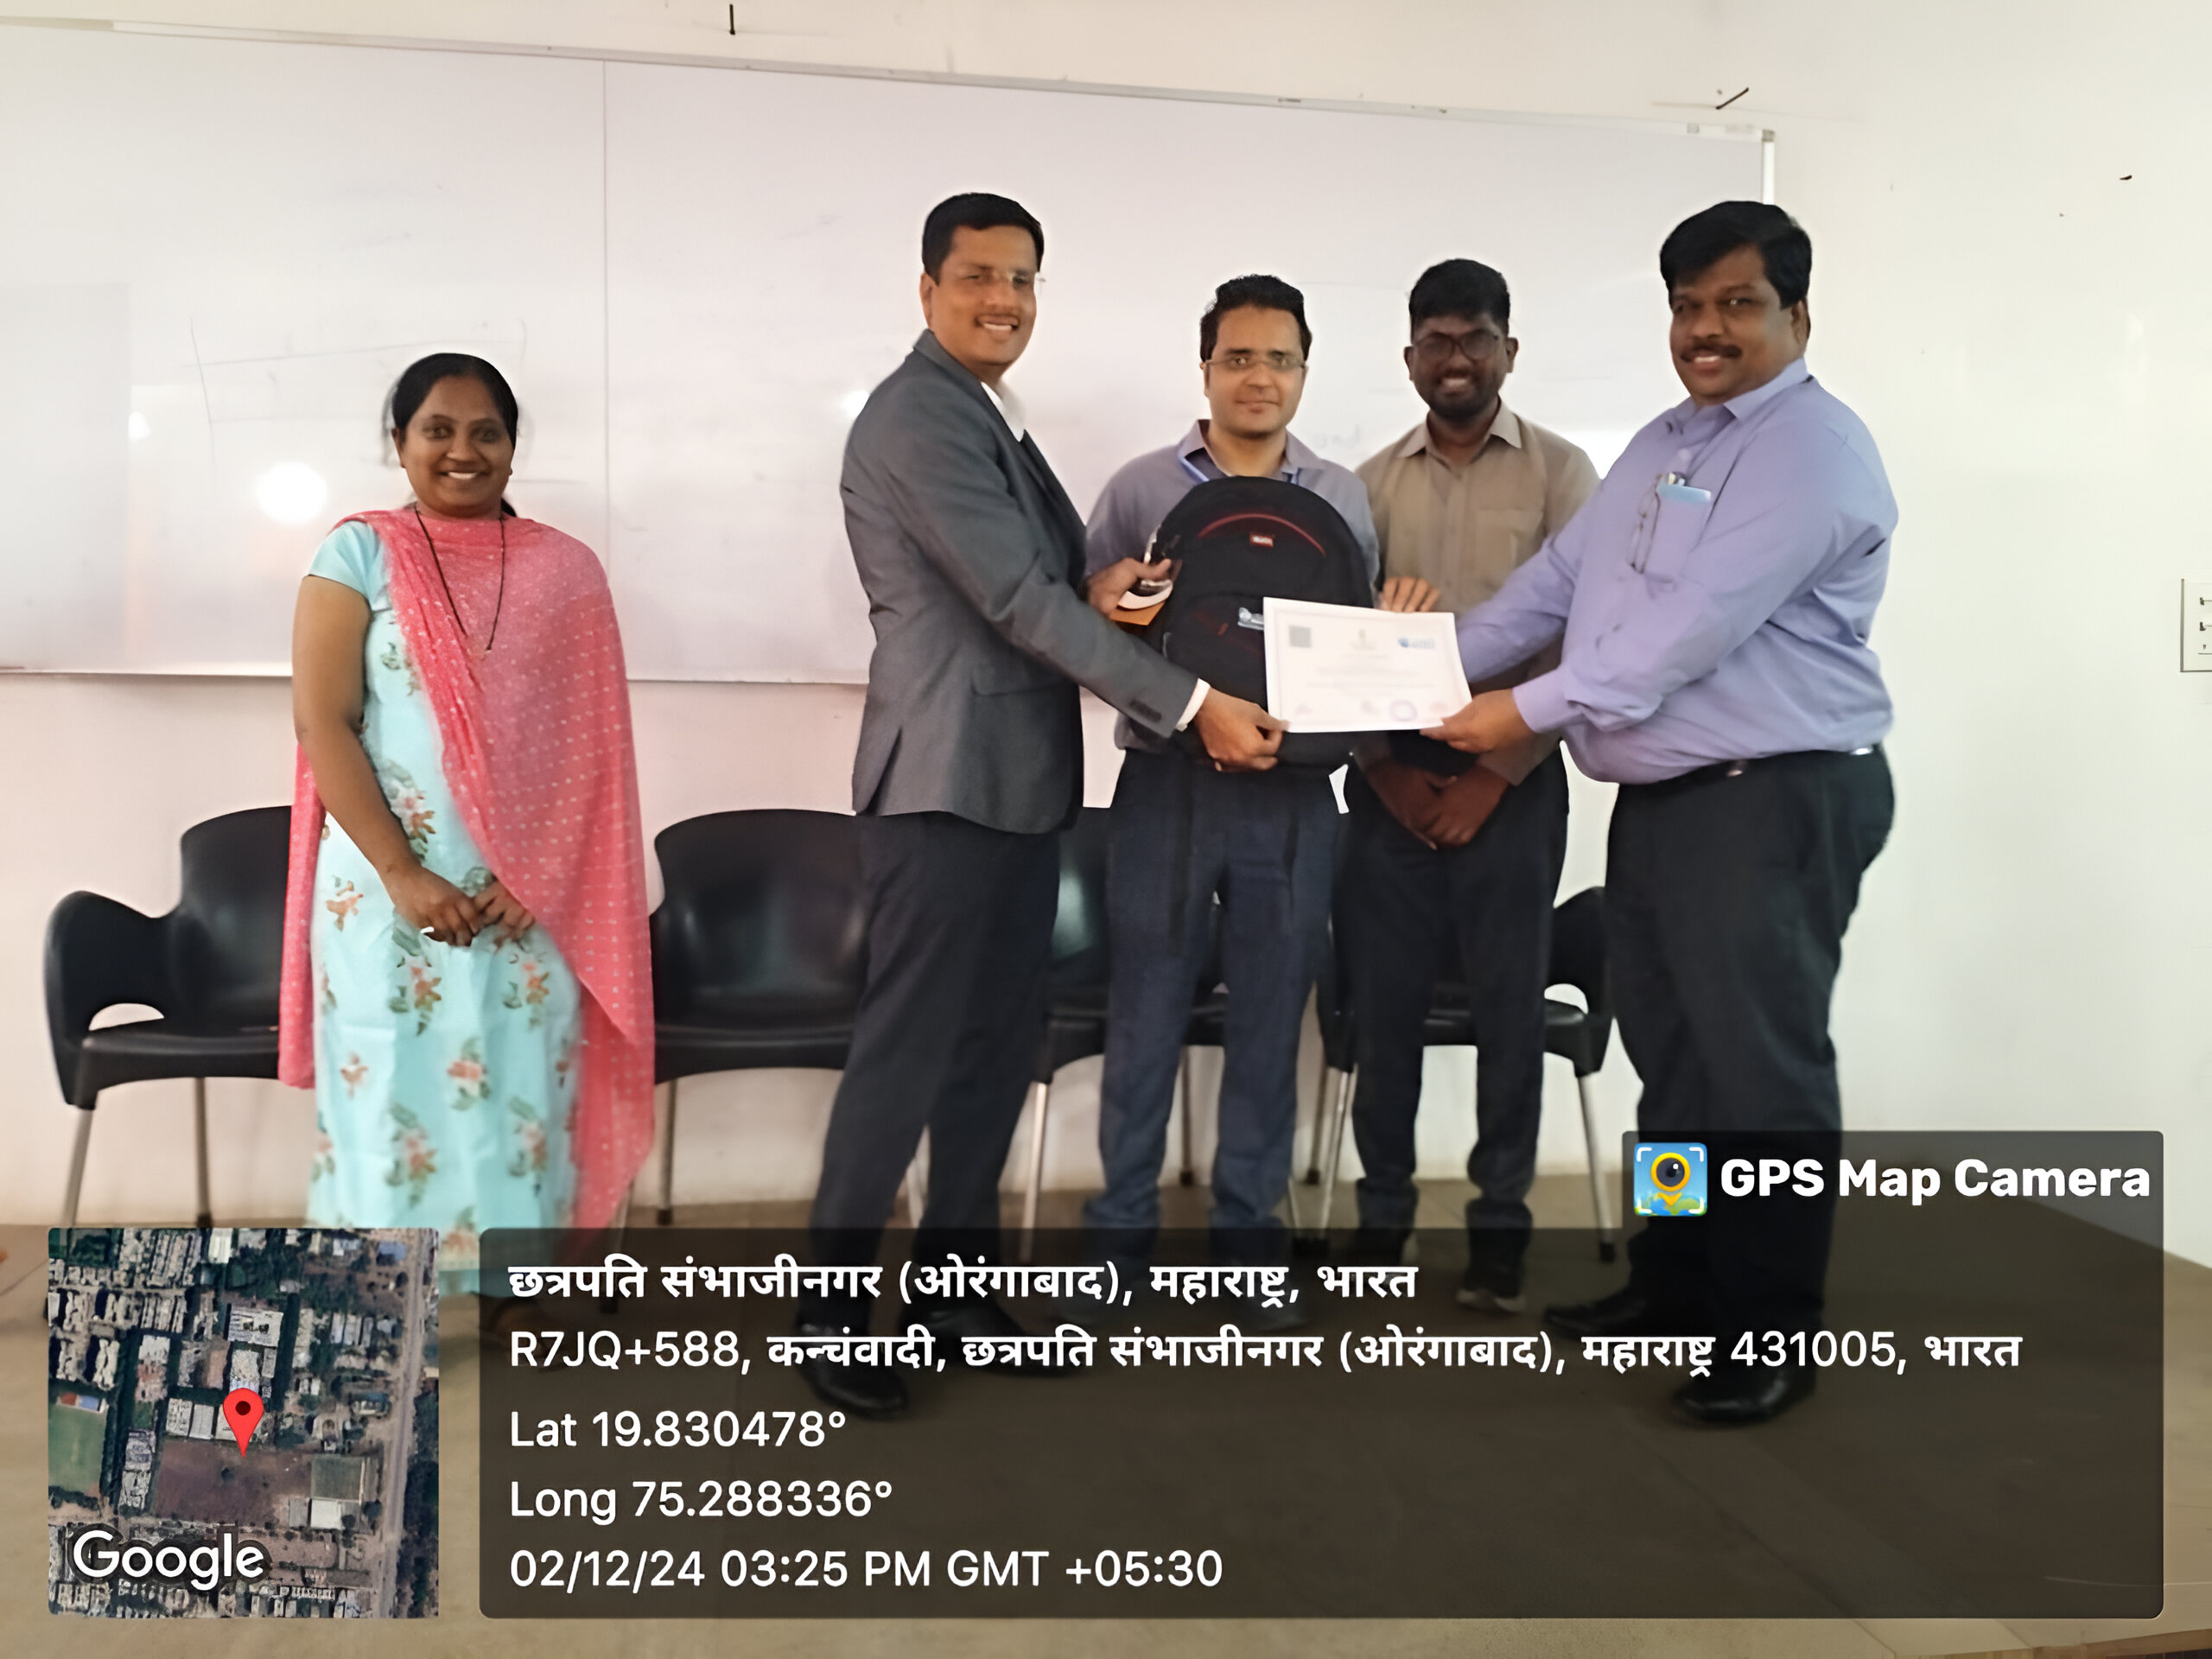 GPS Map Camera
छत्रपति संभाजीनगर (ओरंगाबाद), महाराष्ट्र, भारत
R7JQ+588, कन्चंवादी, छत्रपति संभाजीनगर (ओरंगाबाद), महाराष्ट्र 431005, भारत
Lat 19.830478°
Long 75.288336°
02/12/24 03:25 PM GMT +05:30
Google